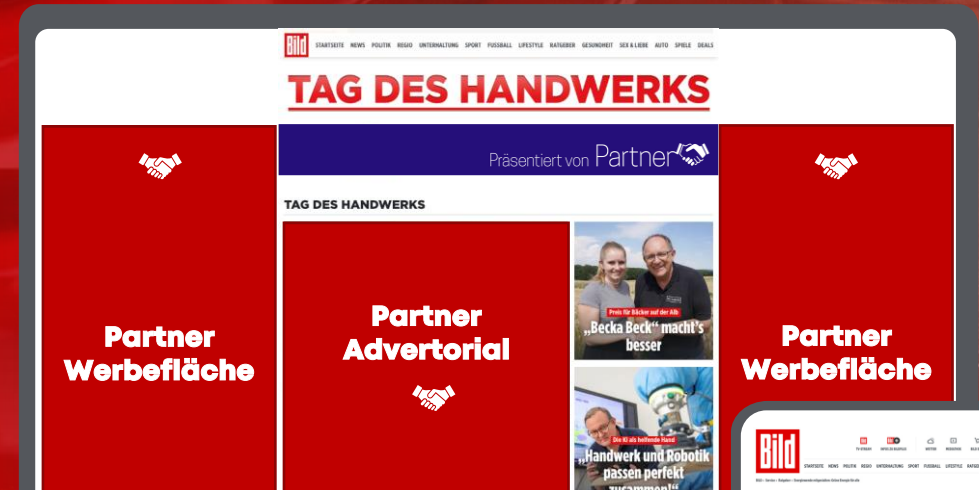 Bild STARTSEITE NEWS POLITIK REGIO UNTERHALTUNG SPORT FUSSBALL LIFESTYLE RATGEBER GESUNDHEIT SEX & LIEBE AUTO SPIELE DEALS
TAG DES HANDWERKS
Präsentiert von Partner
TAG DES HANDWERKS
Partner
Werbefläche
Partner
Advertorial
Preis für Bäcker auf der Alb
„Becka Beck“ macht's
besser
Die KI als helfende Hand
„Handwerk und Robotik
passen perfekt
zusammen!“
Partner
Werbefläche
Bild
STARTSEITE NEWS POLITIK REGIO UNTERHALTUNG SPORT FUSSBALL LIFESTYLE